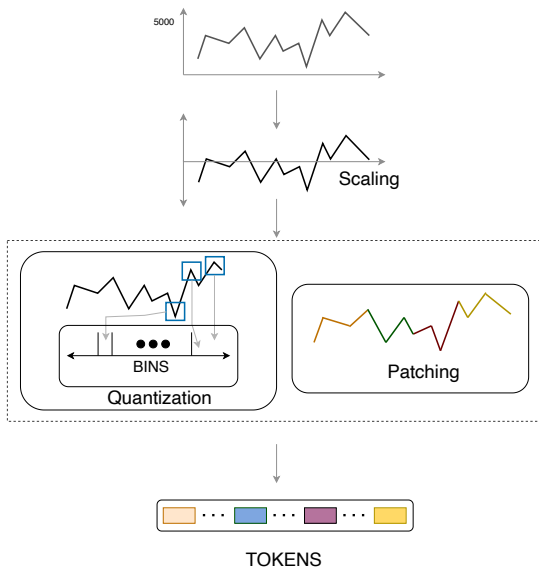 5000
Scaling
BINS
Quantization
Patching
TOKENS